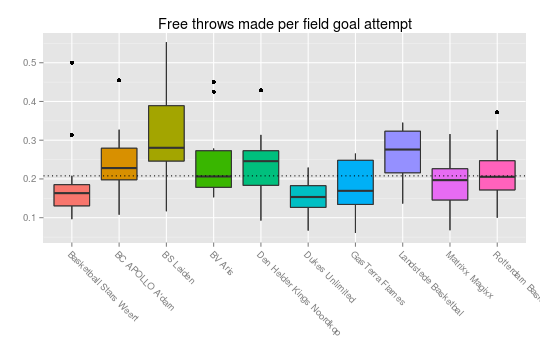 Free throws made per field goal attempt
0.5
0.4
0.3
0.2
0.1
Basketball Stars Weert
BC APOLLO A'dam
BS Leiden
BV Aris
Den Helder Kings Noordkop
Dukes Unlimited
GasTerra Flames
Landstede Basketbal
Matrixx Magixx
Rotterdam Bas